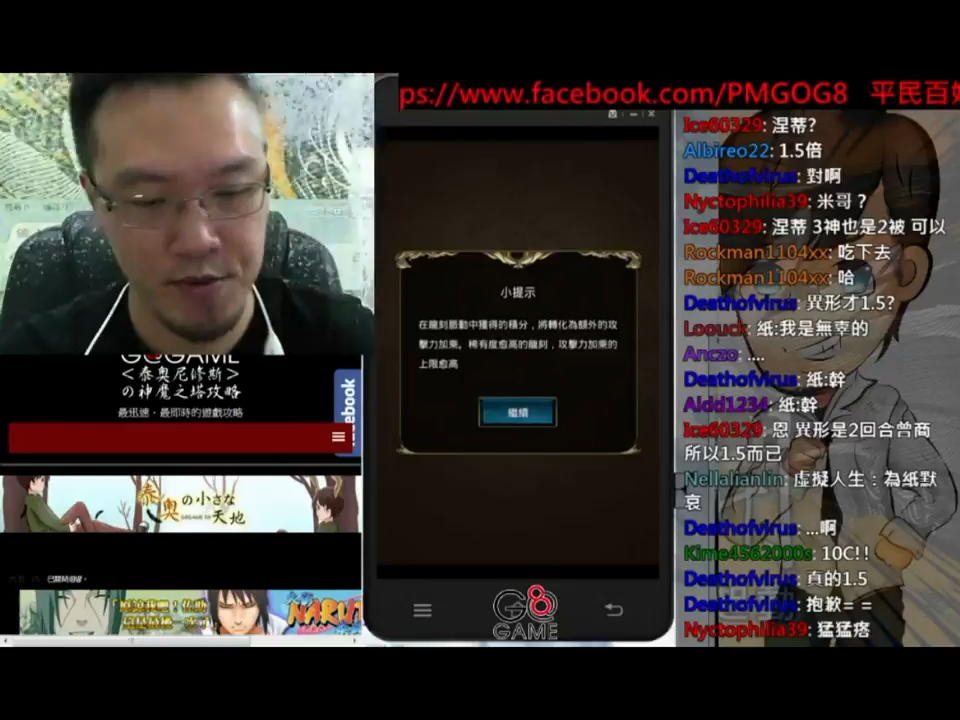 ps://www.facebook.com/PMGOG8 平民百姓
Ice60329: 涅蒂?
Albireo22: 1.5倍
Deathofvirus: 對啊
Nyctophilia39: 米哥？
Ice60329: 涅蒂 3神也是2被 可以
Rockman1104xx: 吃下去
Rockman1104xx: 哈
Deathofvirus: 異形才1.5?
Loouck: 紙:我是無辜的
Anczo: ....
Deathofvirus: 紙:幹
Aldd1234: 紙:幹
Ice60329: 恩 異形是2回合曾商
所以1.5而已
Nellalianlin: 虛擬人生：為紙默
哀
Deathofvirus: ...啊
Kime4562000s: 10C!!
Deathofvirus: 真的1.5
Deathofvirus: 抱歉= =
Nyctophilia39: 猛猛痞
小提示
在龍刻脈動中獲得的積分，將轉化為額外的攻
擊力加乘。稀有度愈高的龍刻，攻擊力加乘的
上限愈高
繼續
G8
GAME
GOGAME
＜泰奧尼修斯＞
の神魔之塔攻略
最迅速、最即時的遊戲攻略
facebook
泰奧の小さな
天地
NARUT